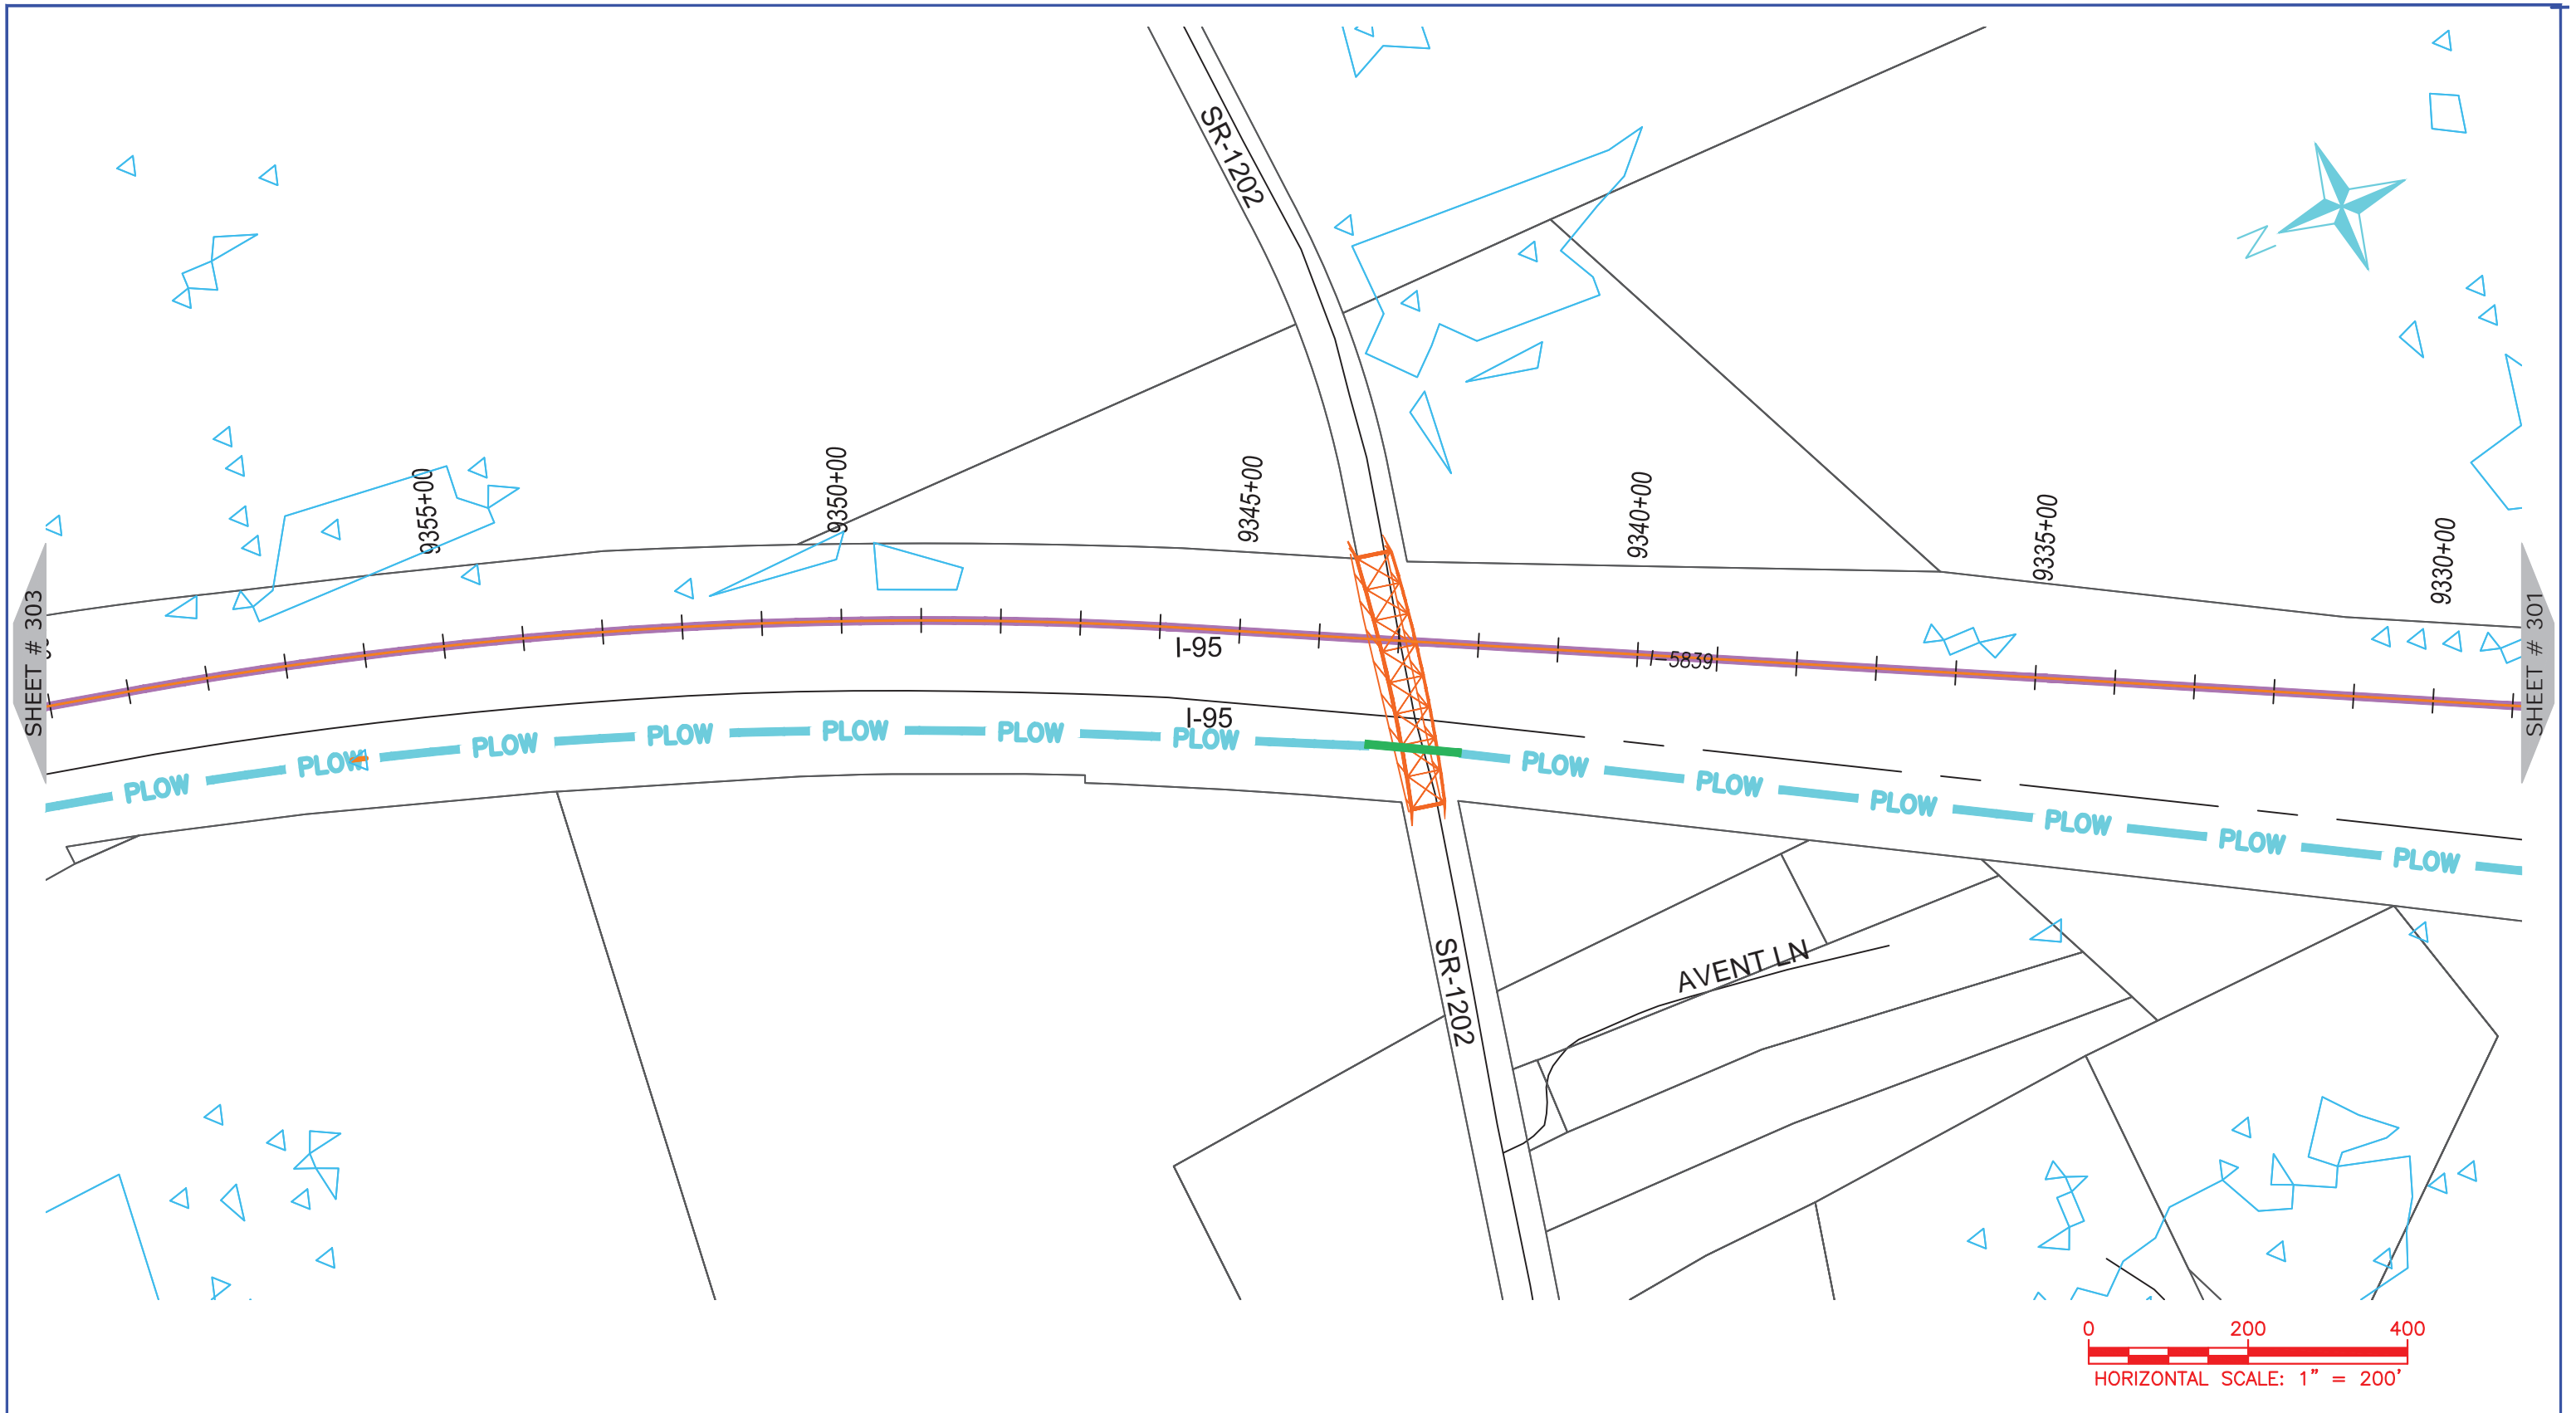 SR-1202
N
9355+00
9350+00
9345+00
9340+00
9335+00
9330+00
SHEET # 303
SHEET # 301
I-95
I-5839
I-95
PLOW
PLOW
PLOW
PLOW
PLOW
PLOW
PLOW
PLOW
PLOW
PLOW
PLOW
PLOW
PLOW
AVENT LN
SR-1202
0 200 400
HORIZONTAL SCALE: 1" = 200'